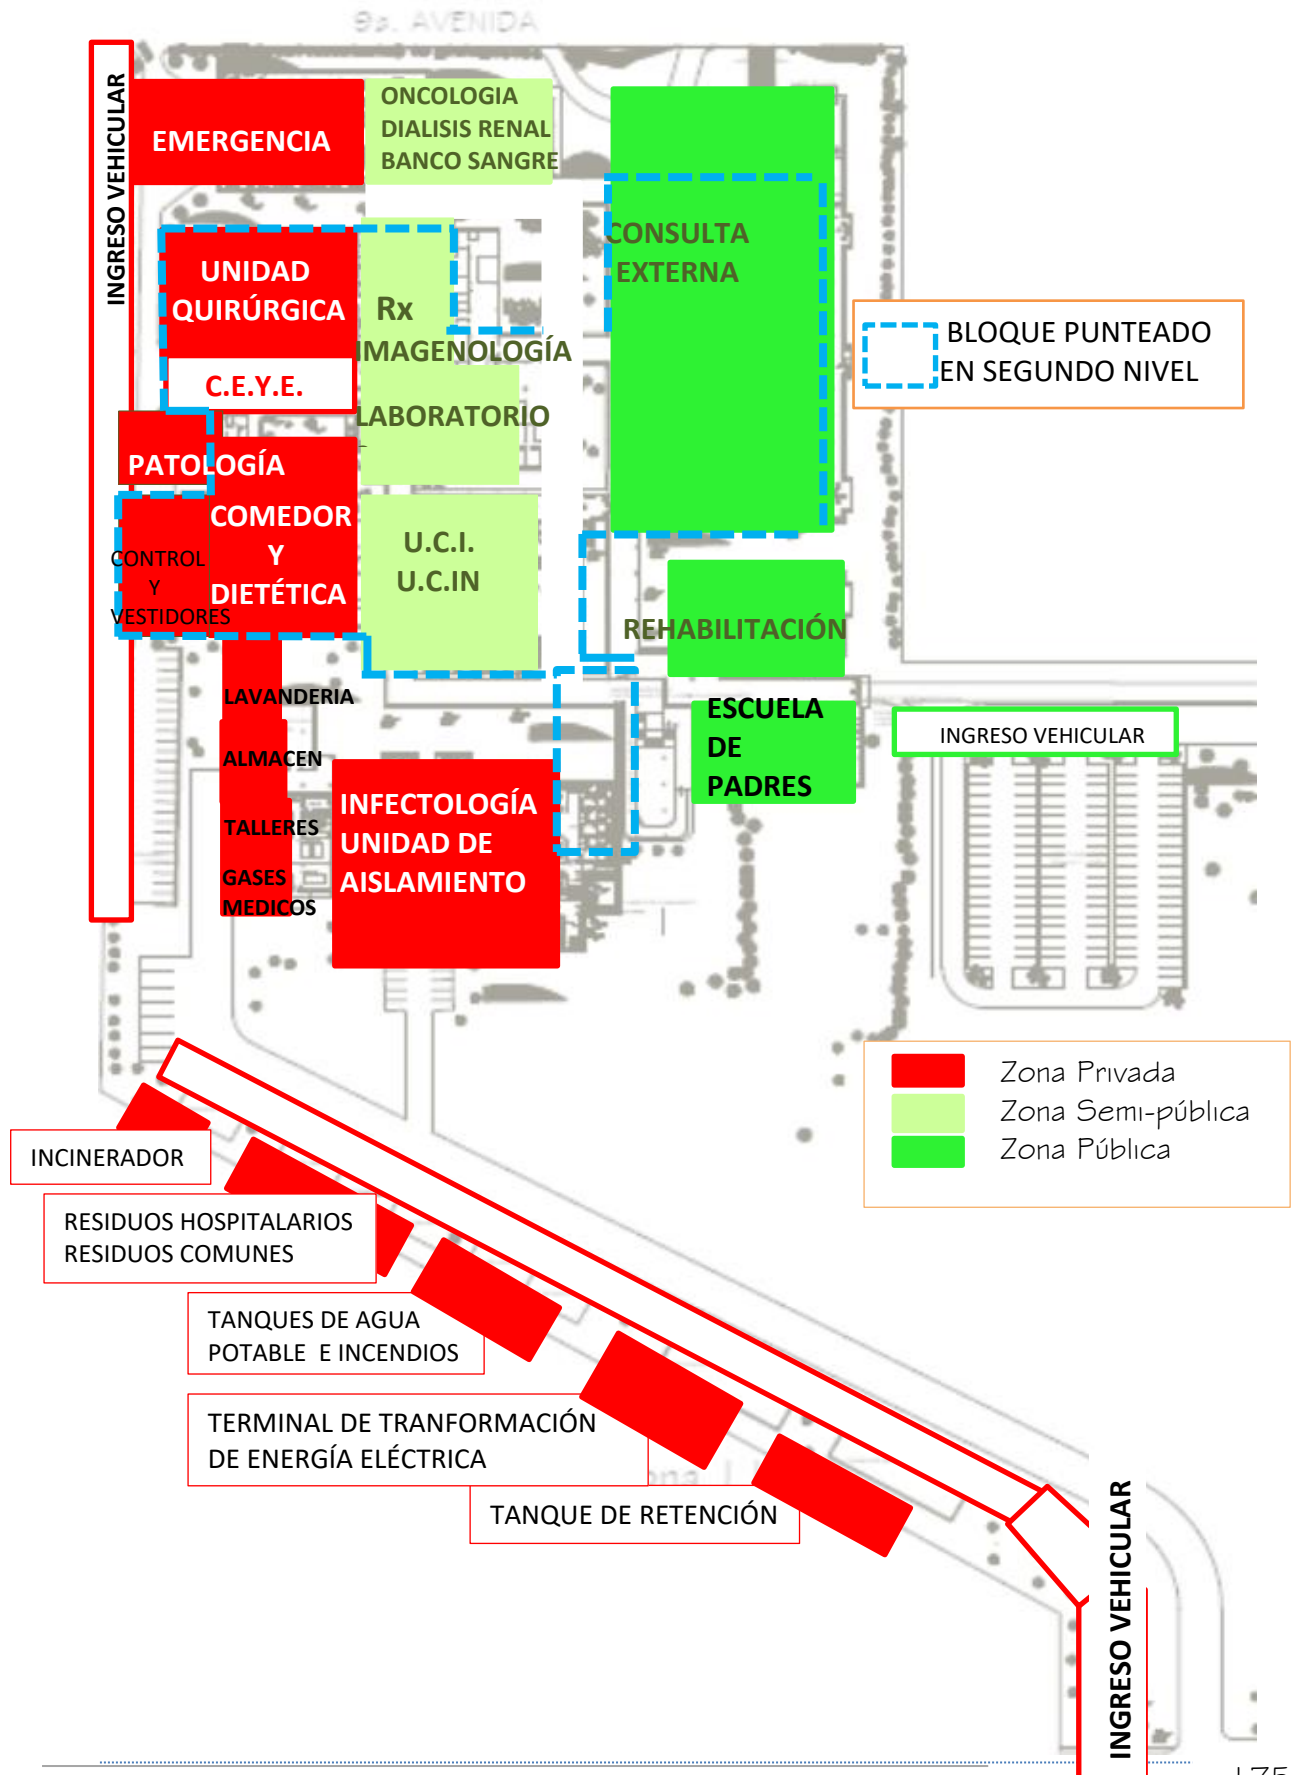 9a. AVENIDA
INGRESO VEHICULAR
EMERGENCIA
ONCOLOGIA
DIALISIS RENAL
BANCO SANGRE
CONSULTA
EXTERNA
UNIDAD
QUIRÚRGICA
Rx
IMAGENOLOGÍA
C.E.Y.E.
LABORATORIO
BLOQUE PUNTEADO
EN SEGUNDO NIVEL
PATOLOGÍA
COMEDOR
Y
DIETÉTICA
CONTROL
Y
VESTIDORES
U.C.I.
U.C.IN
REHABILITACIÓN
LAVANDERIA
ALMACEN
TALLERES
GASES
MEDICOS
INFECTOLOGÍA
UNIDAD DE
AISLAMIENTO
ESCUELA
DE
PADRES
INGRESO VEHICULAR
Zona Privada
Zona Semi-pública
Zona Pública
INCINERADOR
RESIDUOS HOSPITALARIOS
RESIDUOS COMUNES
TANQUES DE AGUA
POTABLE E INCENDIOS
TERMINAL DE TRANFORMACIÓN
DE ENERGÍA ELÉCTRICA
TANQUE DE RETENCIÓN
INGRESO VEHICULAR